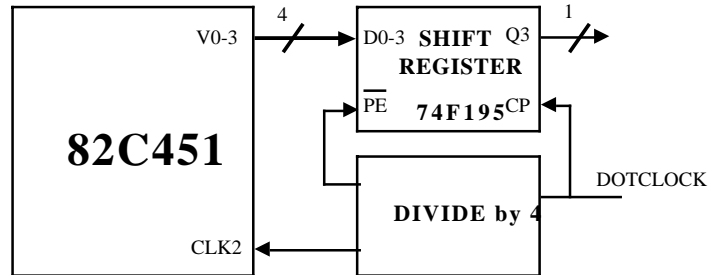 4
1
V0-3
D0-3 SHIFT Q3
REGISTER
PE
74F195 CP
82C451
DOTCLOCK
DIVIDE by 4
CLK2